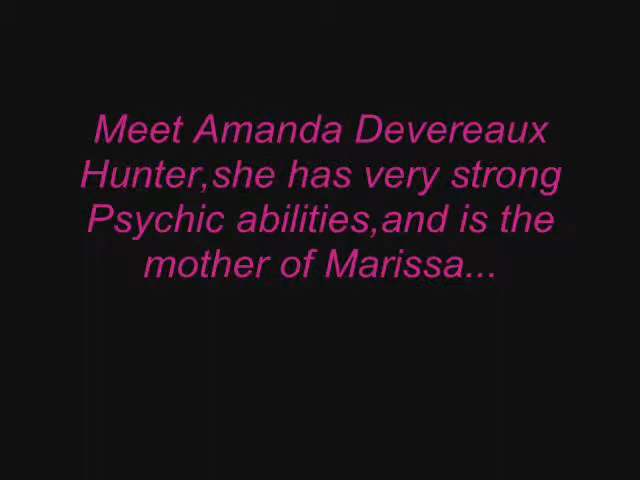 Meet Amanda Devereaux
Hunter,she has very strong
Psychic abilities,and is the
mother of Marissa...